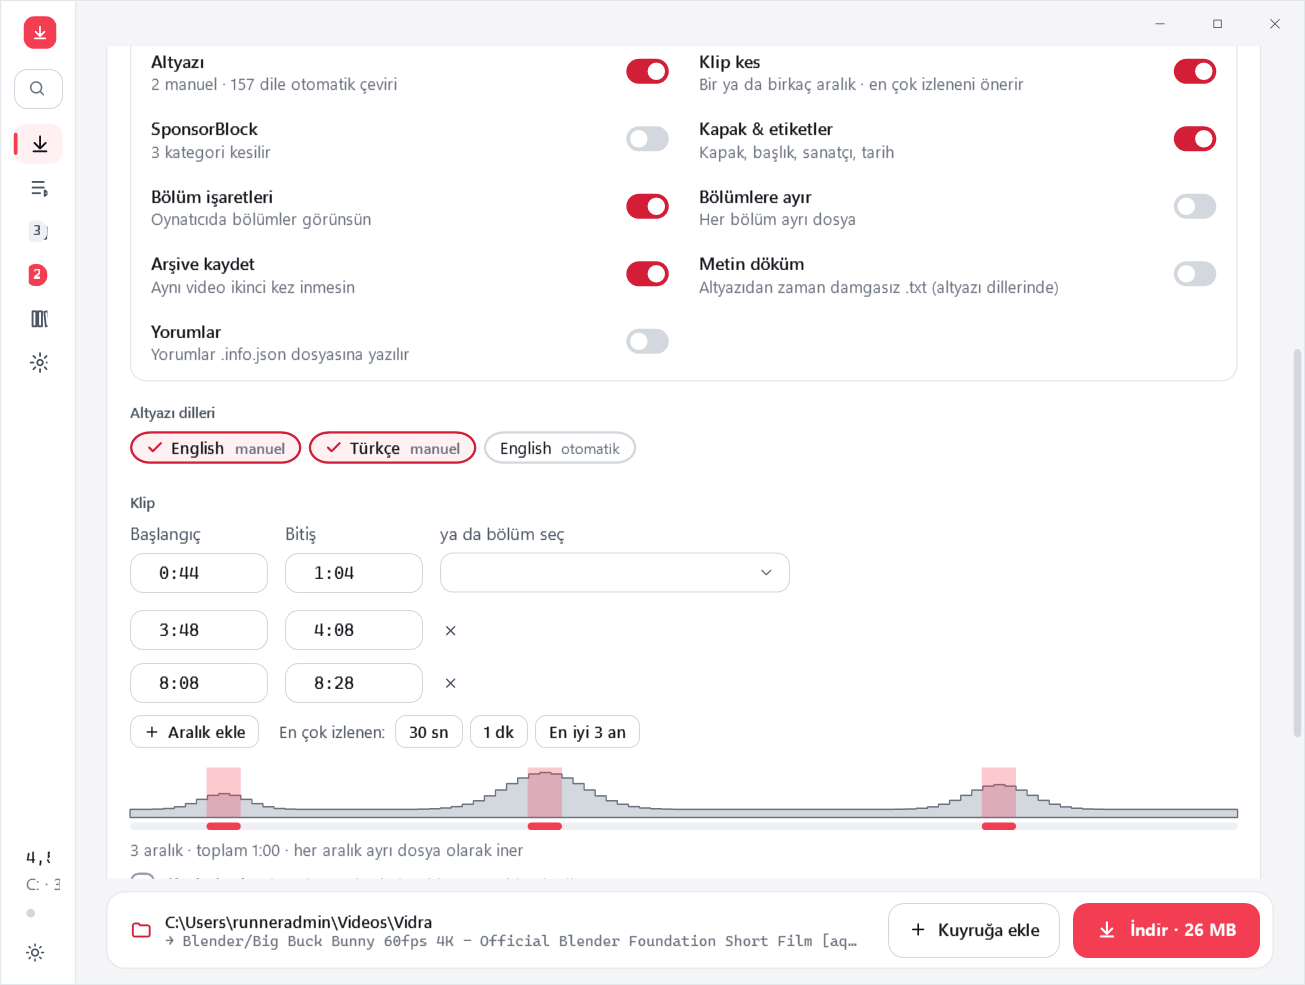 Altyazı
2 manuel · 157 dile otomatik çeviri
Klip kes
Bir ya da birkaç aralık · en çok izleneni önerir
SponsorBlock
3 kategori kesilir
Kapak & etiketler
Kapak, başlık, sanatçı, tarih
Bölüm işaretleri
Oynatıcıda bölümler görünsün
Bölümlere ayır
Her bölüm ayrı dosya
Arşive kaydet
Aynı video ikinci kez inmesin
Metin döküm
Altyazıdan zaman damgasız .txt (altyazı dillerinde)
Yorumlar
Yorumlar .info.json dosyasına yazılır
3
2
Altyazı dilleri
English manuel
Türkçe manuel
English otomatik
Klip
Başlangıç
Bitiş
ya da bölüm seç
0:44
1:04
3:48
4:08
8:08
8:28
+ Aralık ekle
En çok izlenen:
30 sn
1 dk
En iyi 3 an
3 aralık · toplam 1:00 · her aralık ayrı dosya olarak iner
C: · 3
C:\Users\runneradmin\Videos\Vidra
→ Blender/Big Buck Bunny 60fps 4K - Official Blender Foundation Short Film [aq…
+ Kuyruğa ekle
İndir · 26 MB